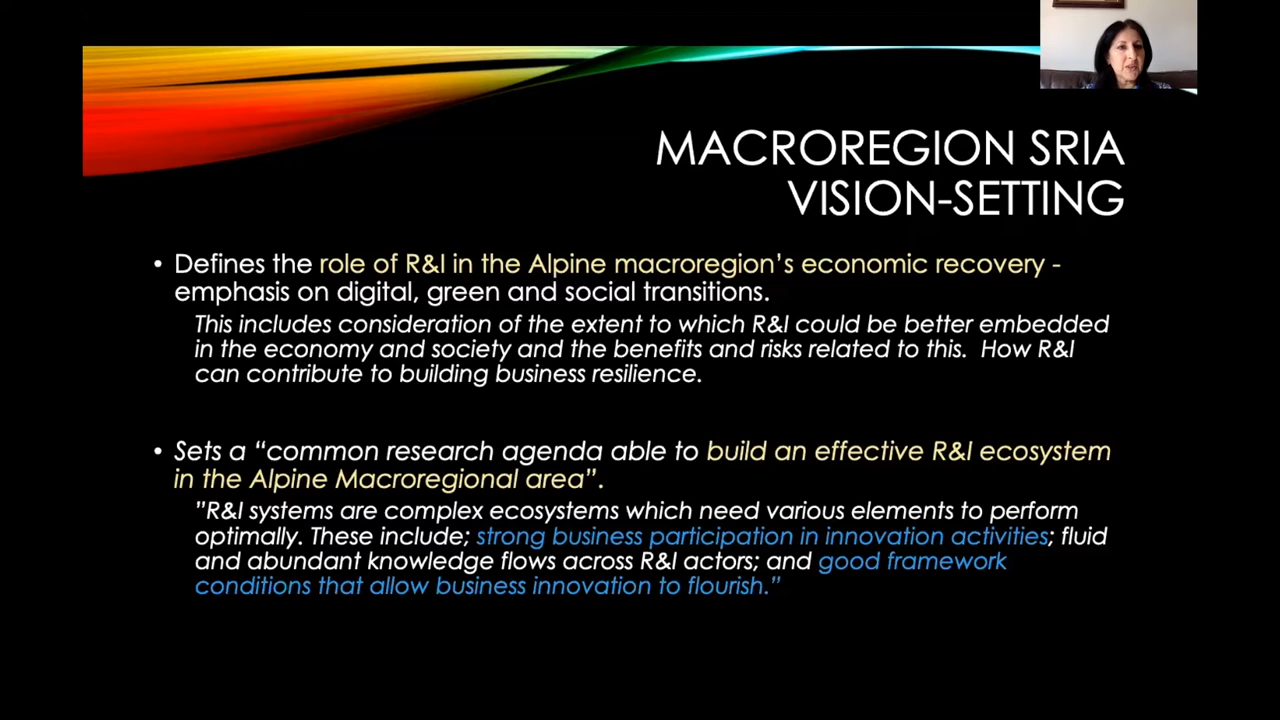 MACROREGION SRIA
VISION-SETTING
• Defines the role of R&I in the Alpine macroregion’s economic recovery -
emphasis on digital, green and social transitions.
This includes consideration of the extent to which R&I could be better embedded
in the economy and society and the benefits and risks related to this.  How R&I
can contribute to building business resilience.
• Sets a “common research agenda able to build an effective R&I ecosystem
in the Alpine Macroregional area”.
”R&I systems are complex ecosystems which need various elements to perform
optimally. These include; strong business participation in innovation activities; fluid
and abundant knowledge flows across R&I actors; and good framework
conditions that allow business innovation to flourish.”